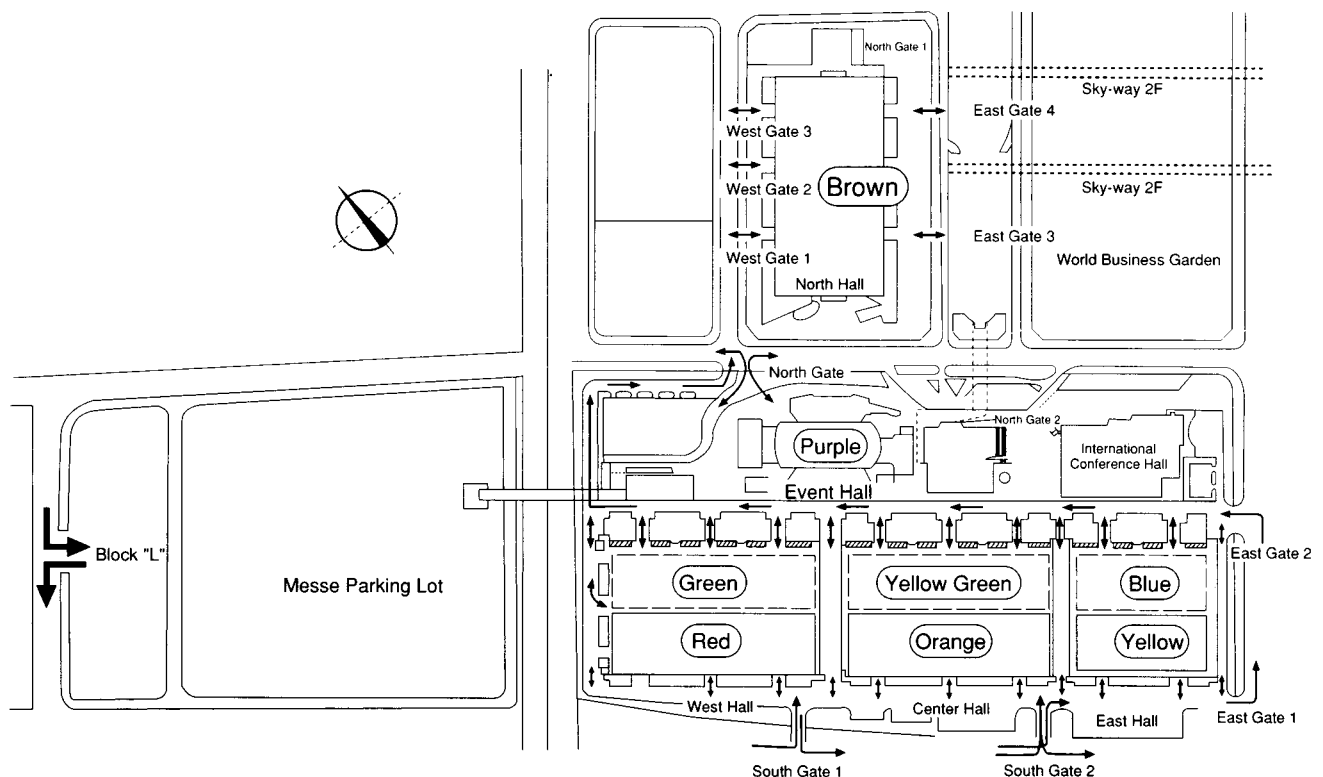 North Gate 1
Sky-way 2F
West Gate 3
East Gate 4
West Gate 2
Brown
Sky-way 2F
West Gate 1
East Gate 3
World Business Garden
North Hall
North Gate
North Gate 2
Purple
International
Conference Hall
Event Hall
Block "L"
East Gate 2
Messe Parking Lot
Green
Yellow Green
Blue
Red
Orange
Yellow
West Hall
Center Hall
East Hall
East Gate 1
South Gate 1
South Gate 2